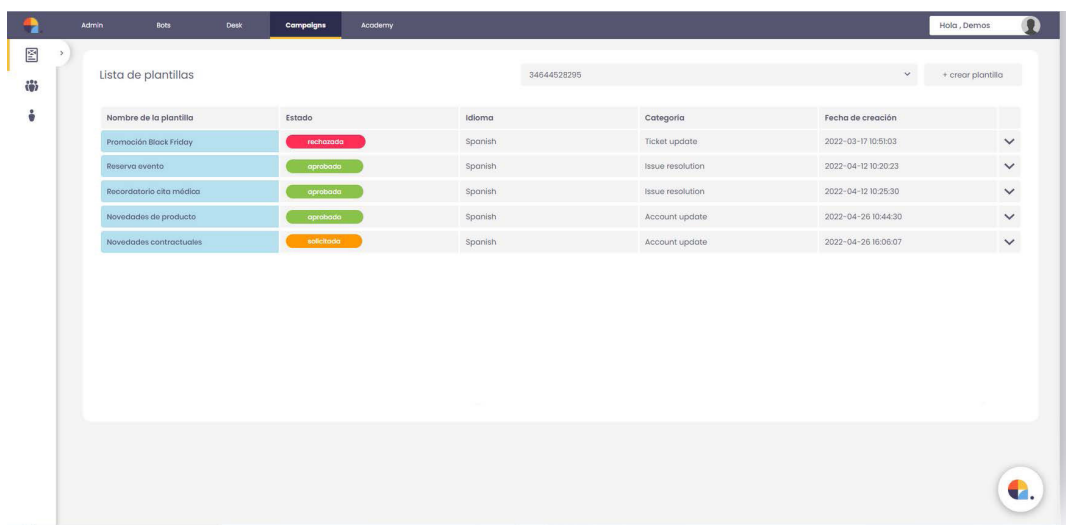 Admin Bots Desk Campaigns Academy Hola , Demos
Lista de plantillas 34644528295 + crear plantilla
Nombre de la plantilla Estado Idioma Categoria Fecha de creación
Promoción Black Friday rechazada Spanish Ticket update 2022-03-17 10:51:03
Reserva evento aprobado Spanish Issue resolution 2022-04-12 10:20:23
Recordatorio cita médica aprobado Spanish Issue resolution 2022-04-12 10:25:30
Novedades de producto aprobado Spanish Account update 2022-04-26 10:44:30
Novedades contractuales solicitada Spanish Account update 2022-04-26 16:06:07